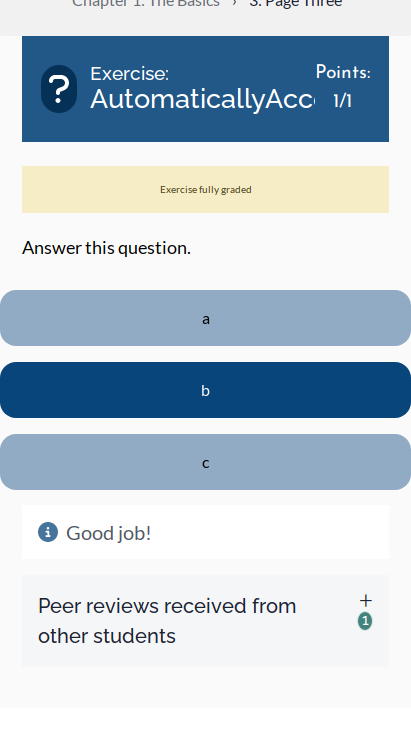 Chapter 1: The Basics › 3. Page Three
Exercise:
AutomaticallyAcc
Points:
1/1
Exercise fully graded
Answer this question.
a
b
c
Good job!
Peer reviews received from
other students
+
1